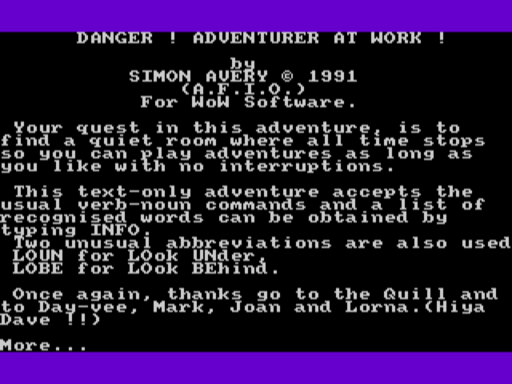 DANGER ! ADVENTURER AT WORK !
by
SIMON AVERY © 1991
(A.F.I.O.)
For WoW Software.
Your quest in this adventure, is to
find a quiet room where all time stops
so you can play adventures as long as
you like with no interruptions.
This text-only adventure accepts the
usual verb-noun commands and a list of
recognised words can be obtained by
typing INFO.
Two unusual abbreviations are also used
LOUN for LOok UNder,
LOBE for LOok BEhind.
Once again, thanks go to the Quill and
to Day-vee, Mark, Joan and Lorna.(Hiya
Dave !!)
More...